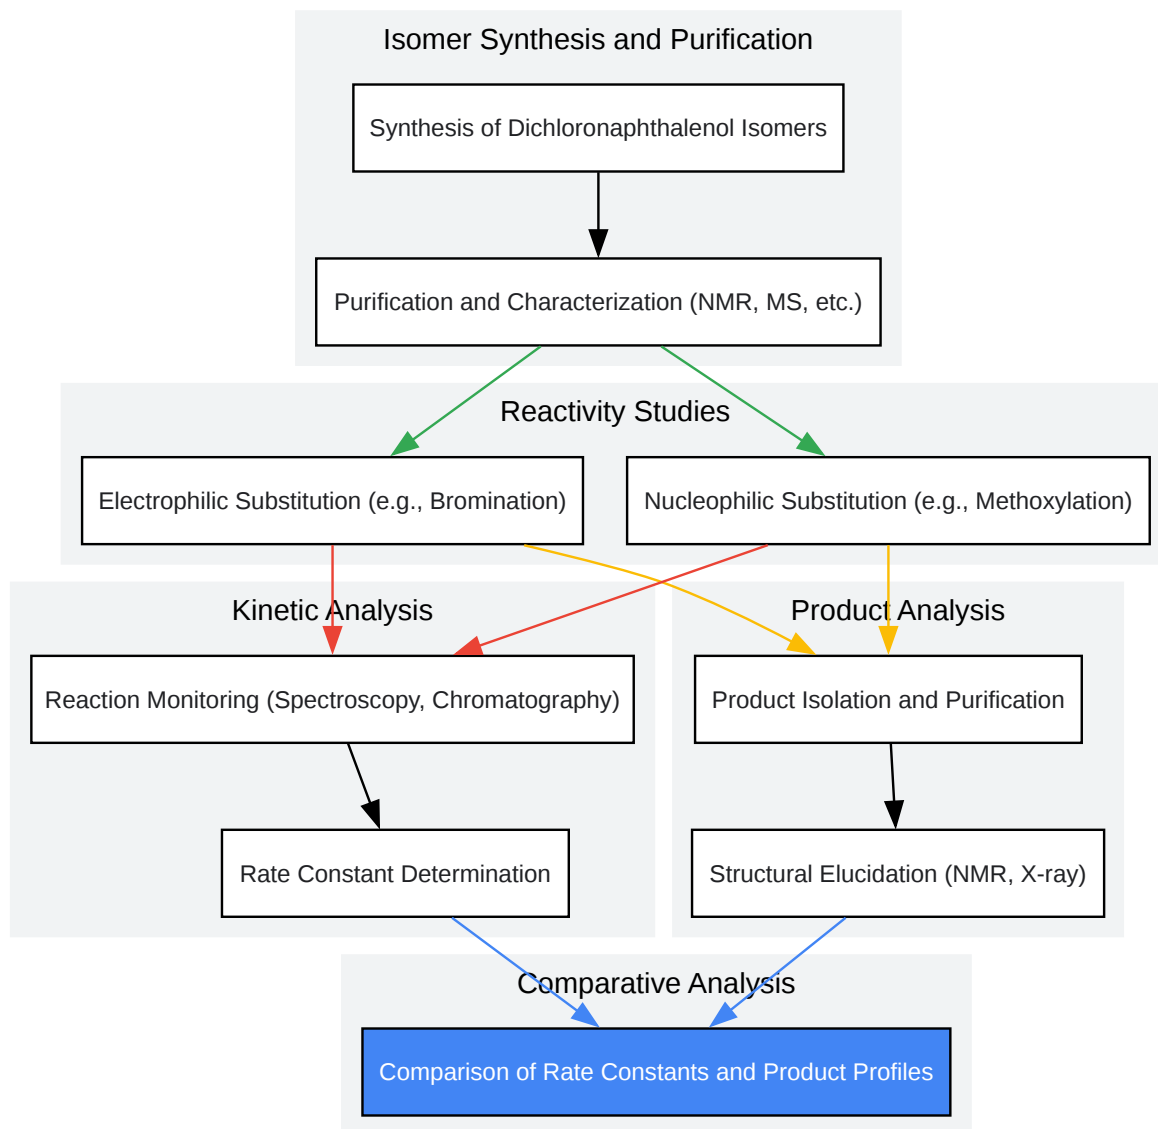 Isomer Synthesis and Purification
Synthesis of Dichloronaphthalenol Isomers
Purification and Characterization (NMR, MS, etc.)
Reactivity Studies
Electrophilic Substitution (e.g., Bromination)
Nucleophilic Substitution (e.g., Methoxylation)
Kinetic Analysis
Product Analysis
Reaction Monitoring (Spectroscopy, Chromatography)
Product Isolation and Purification
Rate Constant Determination
Structural Elucidation (NMR, X-ray)
Comparative Analysis
Comparison of Rate Constants and Product Profiles